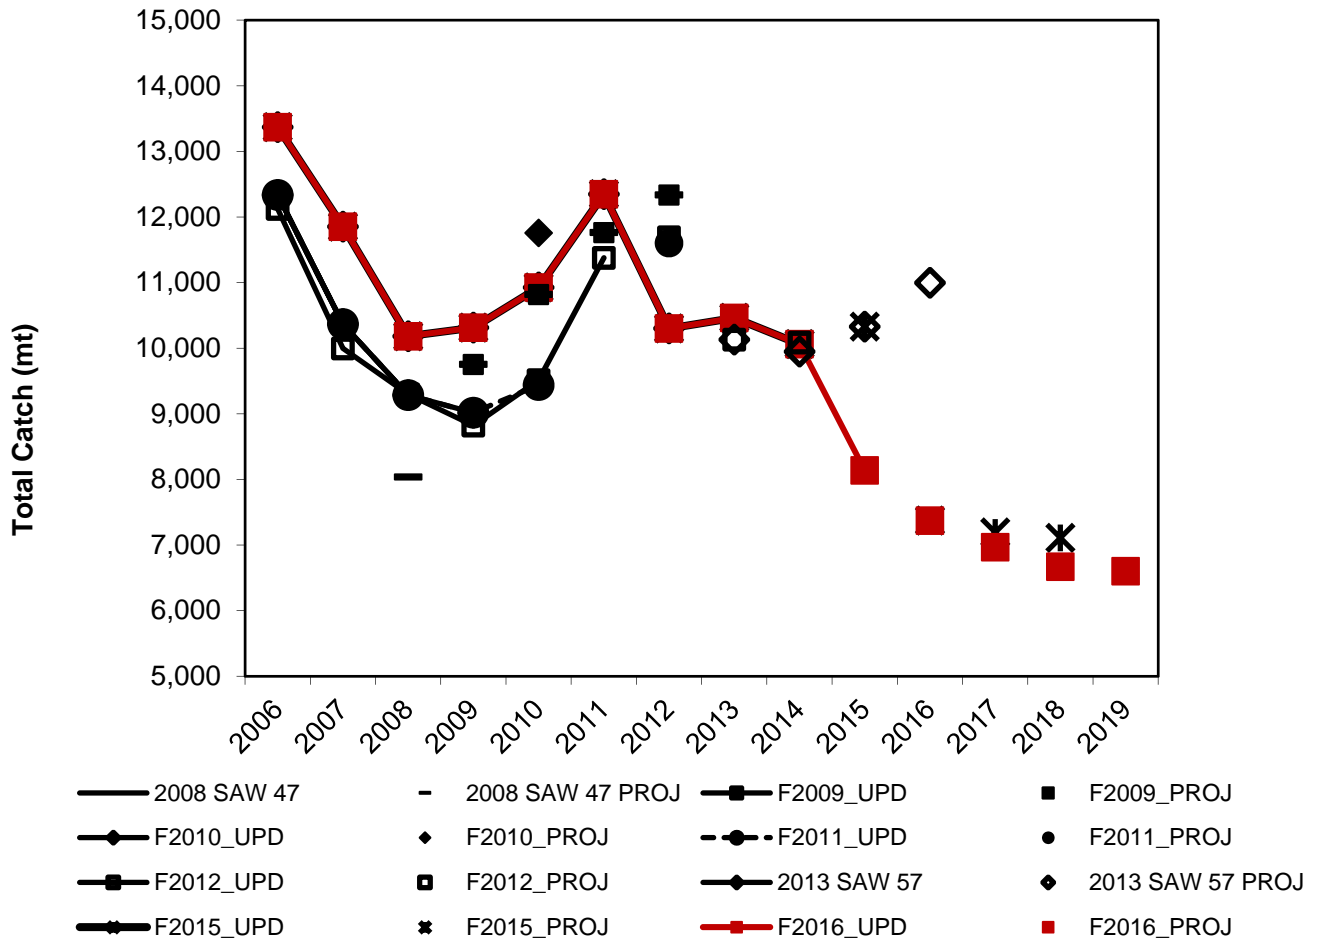 15,000
14,000
13,000
12,000
11,000
10,000
9,000
8,000
7,000
6,000
5,000
Total Catch (mt)
2006 2007 2008 2009 2010 2011 2012 2013 2014 2015 2016 2017 2018 2019
2008 SAW 47 2008 SAW 47 PROJ F2009_UPD F2009_PROJ
F2010_UPD F2010_PROJ F2011_UPD F2011_PROJ
F2012_UPD F2012_PROJ 2013 SAW 57 2013 SAW 57 PROJ
F2015_UPD F2015_PROJ F2016_UPD F2016_PROJ